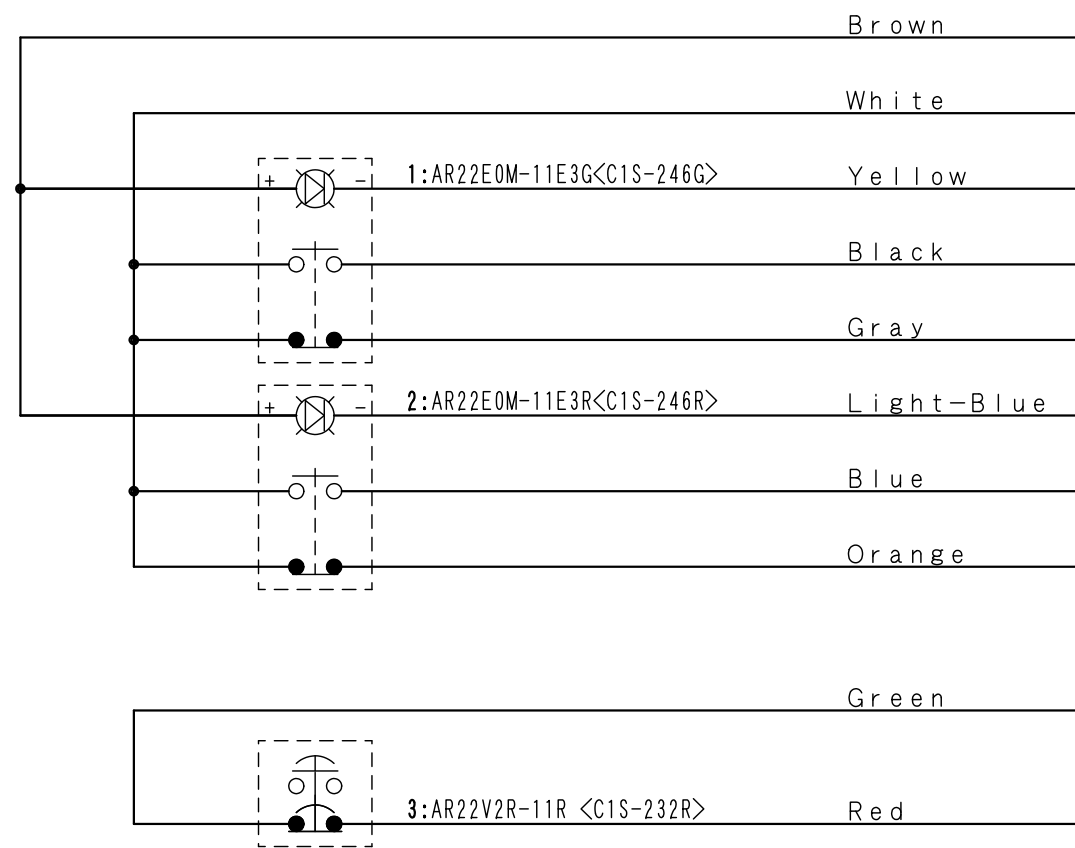 Brown
White
1:AR22E0M-11E3G<C1S-246G>
Yellow
+ −
Black
Gray
2:AR22E0M-11E3R<C1S-246R>
Light-Blue
+ −
Blue
Orange
Green
3:AR22V2R-11R <C1S-232R>
Red